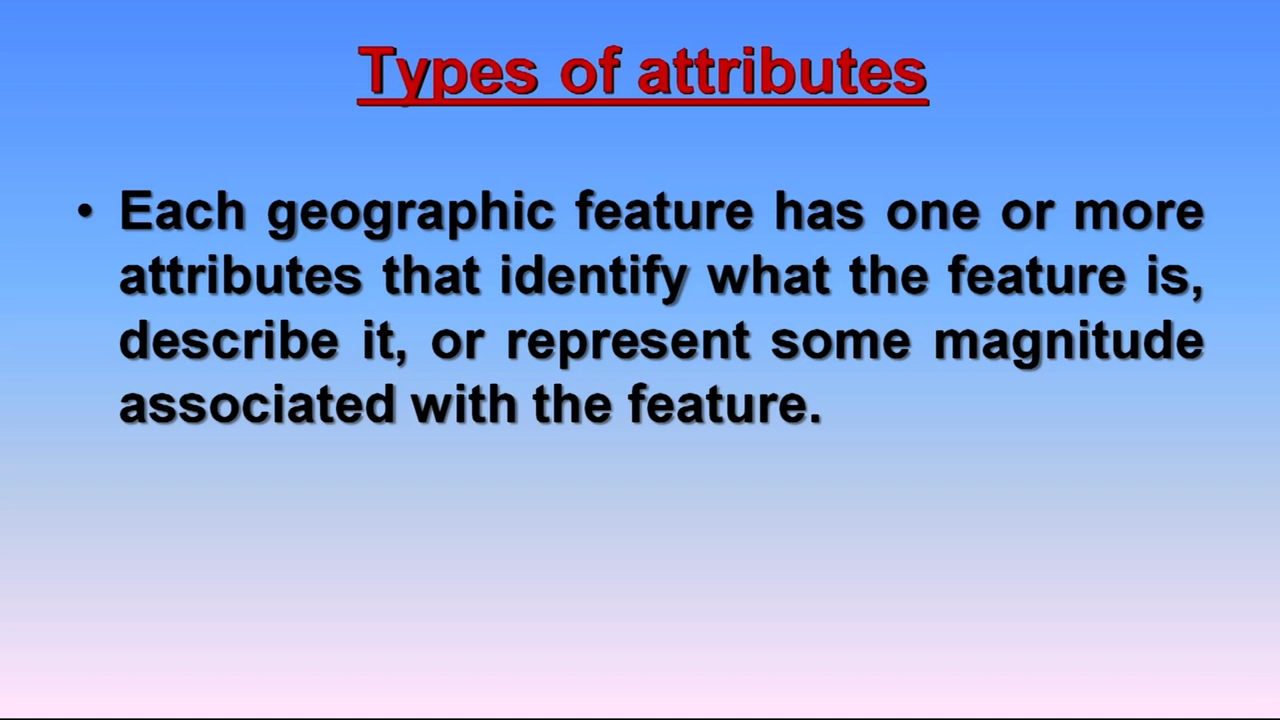 Types of attributes
• Each geographic feature has one or more
attributes that identify what the feature is,
describe it, or represent some magnitude
associated with the feature.